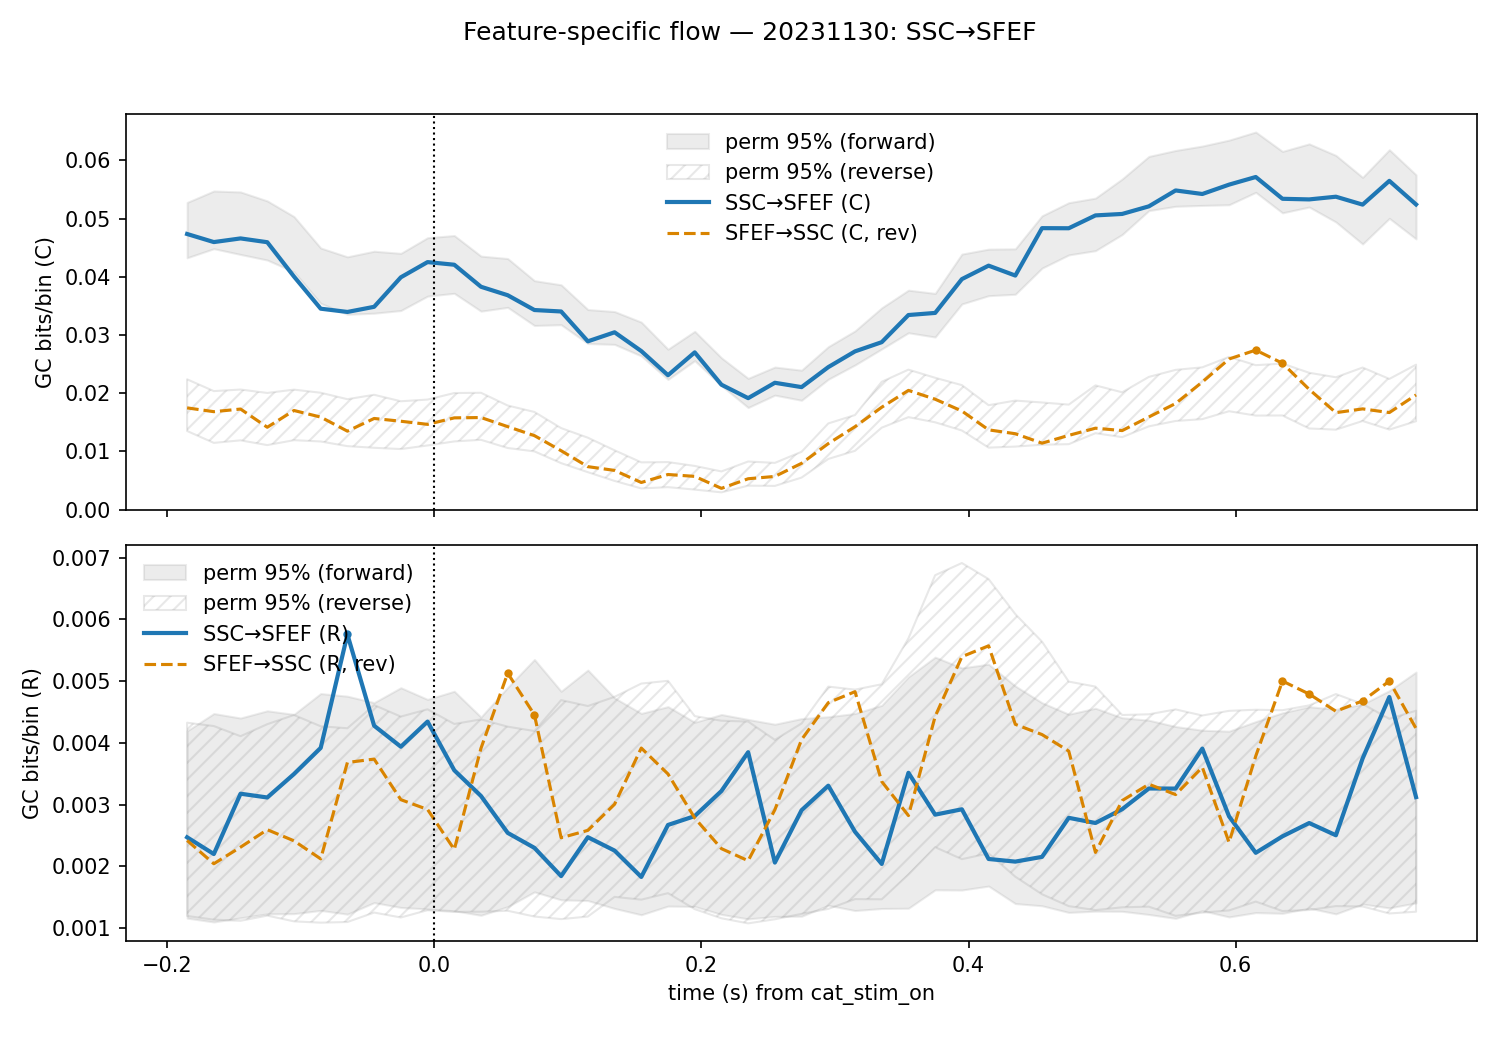 Feature-specific flow — 20231130: SSC→SFEF
GC bits/bin (C)
0.06
0.05
0.04
0.03
0.02
0.01
0.00
perm 95% (forward)
perm 95% (reverse)
SSC→SFEF (C)
SFEF→SSC (C, rev)
GC bits/bin (R)
0.007
0.006
0.005
0.004
0.003
0.002
0.001
perm 95% (forward)
perm 95% (reverse)
SSC→SFEF (R)
SFEF→SSC (R, rev)
−0.2 0.0 0.2 0.4 0.6
time (s) from cat_stim_on